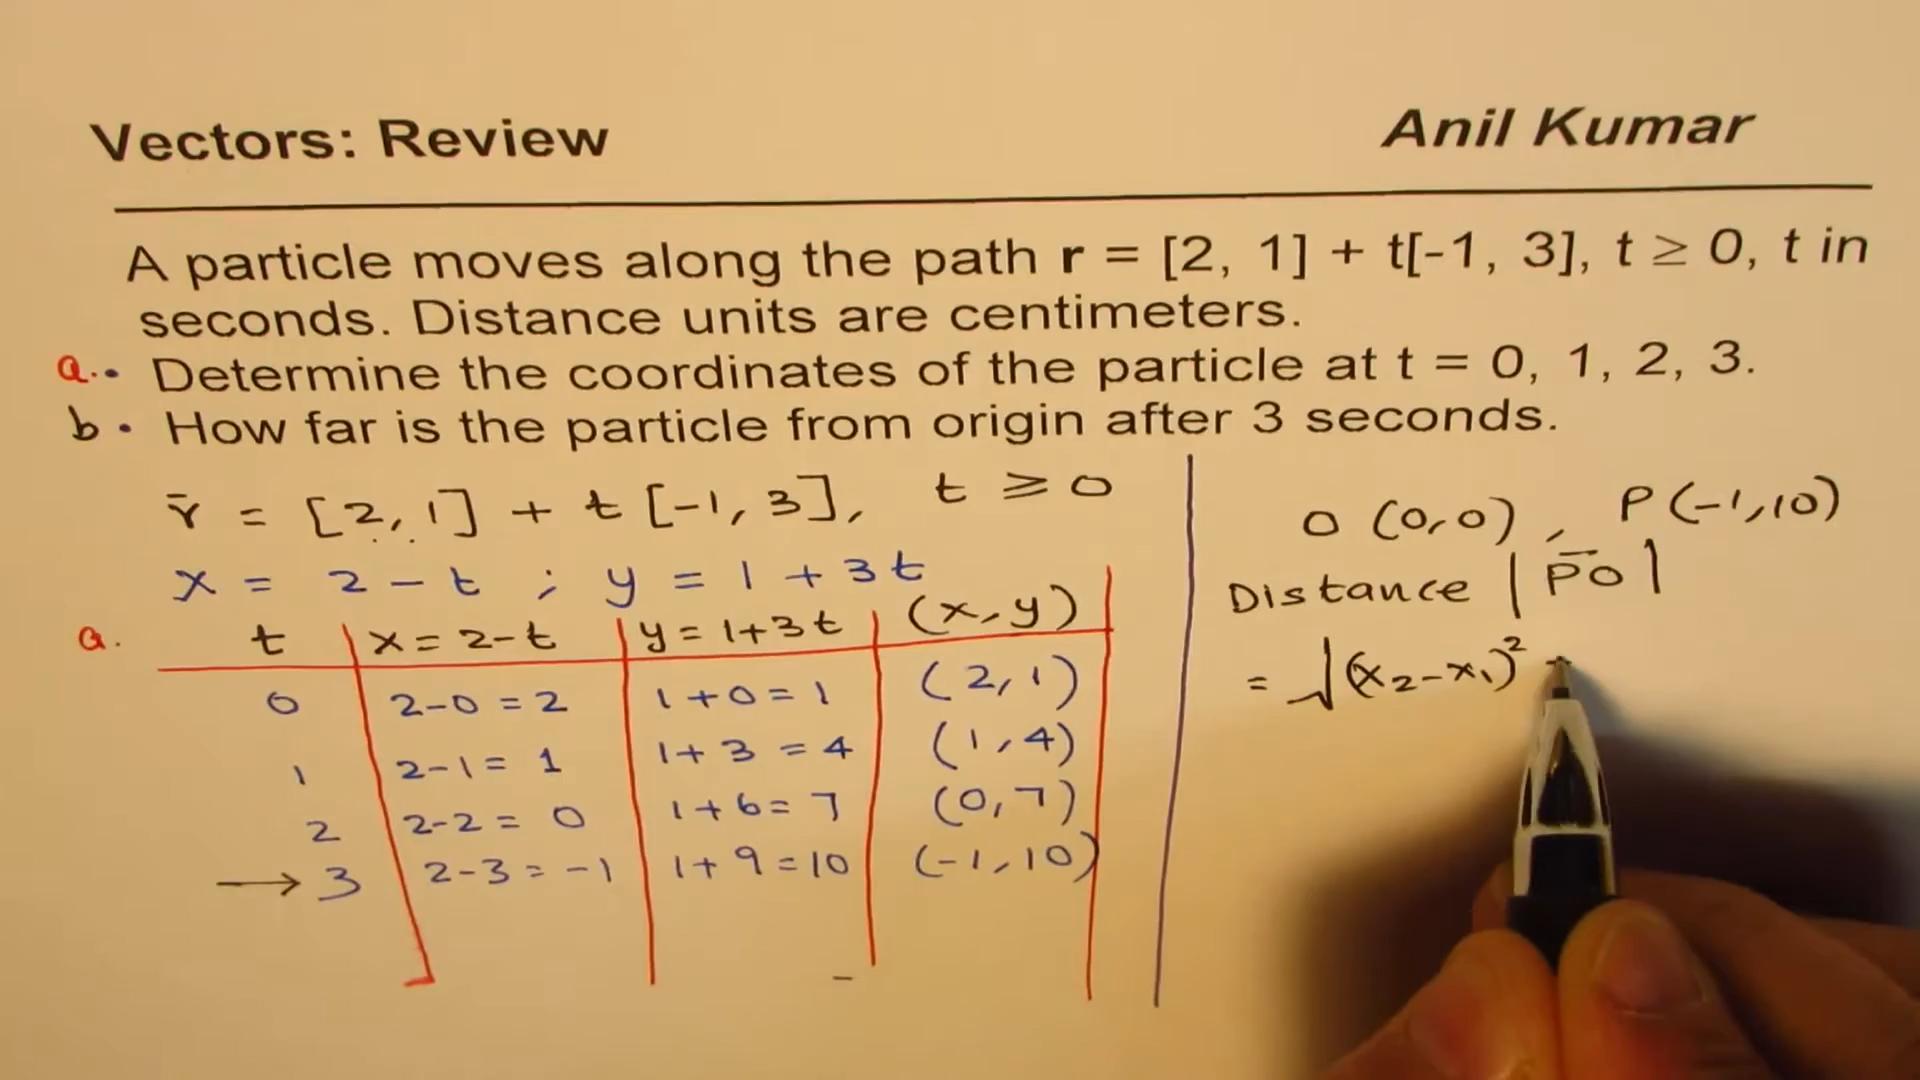 Vectors: Review
Anil Kumar
A particle moves along the path r = [2, 1] + t[-1, 3], t ≥ 0, t in
seconds. Distance units are centimeters.
a. • Determine the coordinates of the particle at t = 0, 1, 2, 3.
b • How far is the particle from origin after 3 seconds.
r̄ = [2, 1] + t [-1, 3], t ≥ 0
x = 2 - t ; y = 1 + 3t
a. t x = 2-t y = 1+3t (x, y)
0 2-0 = 2 1+0 = 1 (2, 1)
1 2-1 = 1 1+3 = 4 (1, 4)
2 2-2 = 0 1+6 = 7 (0, 7)
→ 3 2-3 = -1 1+9 = 10 (-1, 10)
O (0, 0) , P (-1, 10)
Distance |P̅O̅|
= √(x₂-x₁)² +